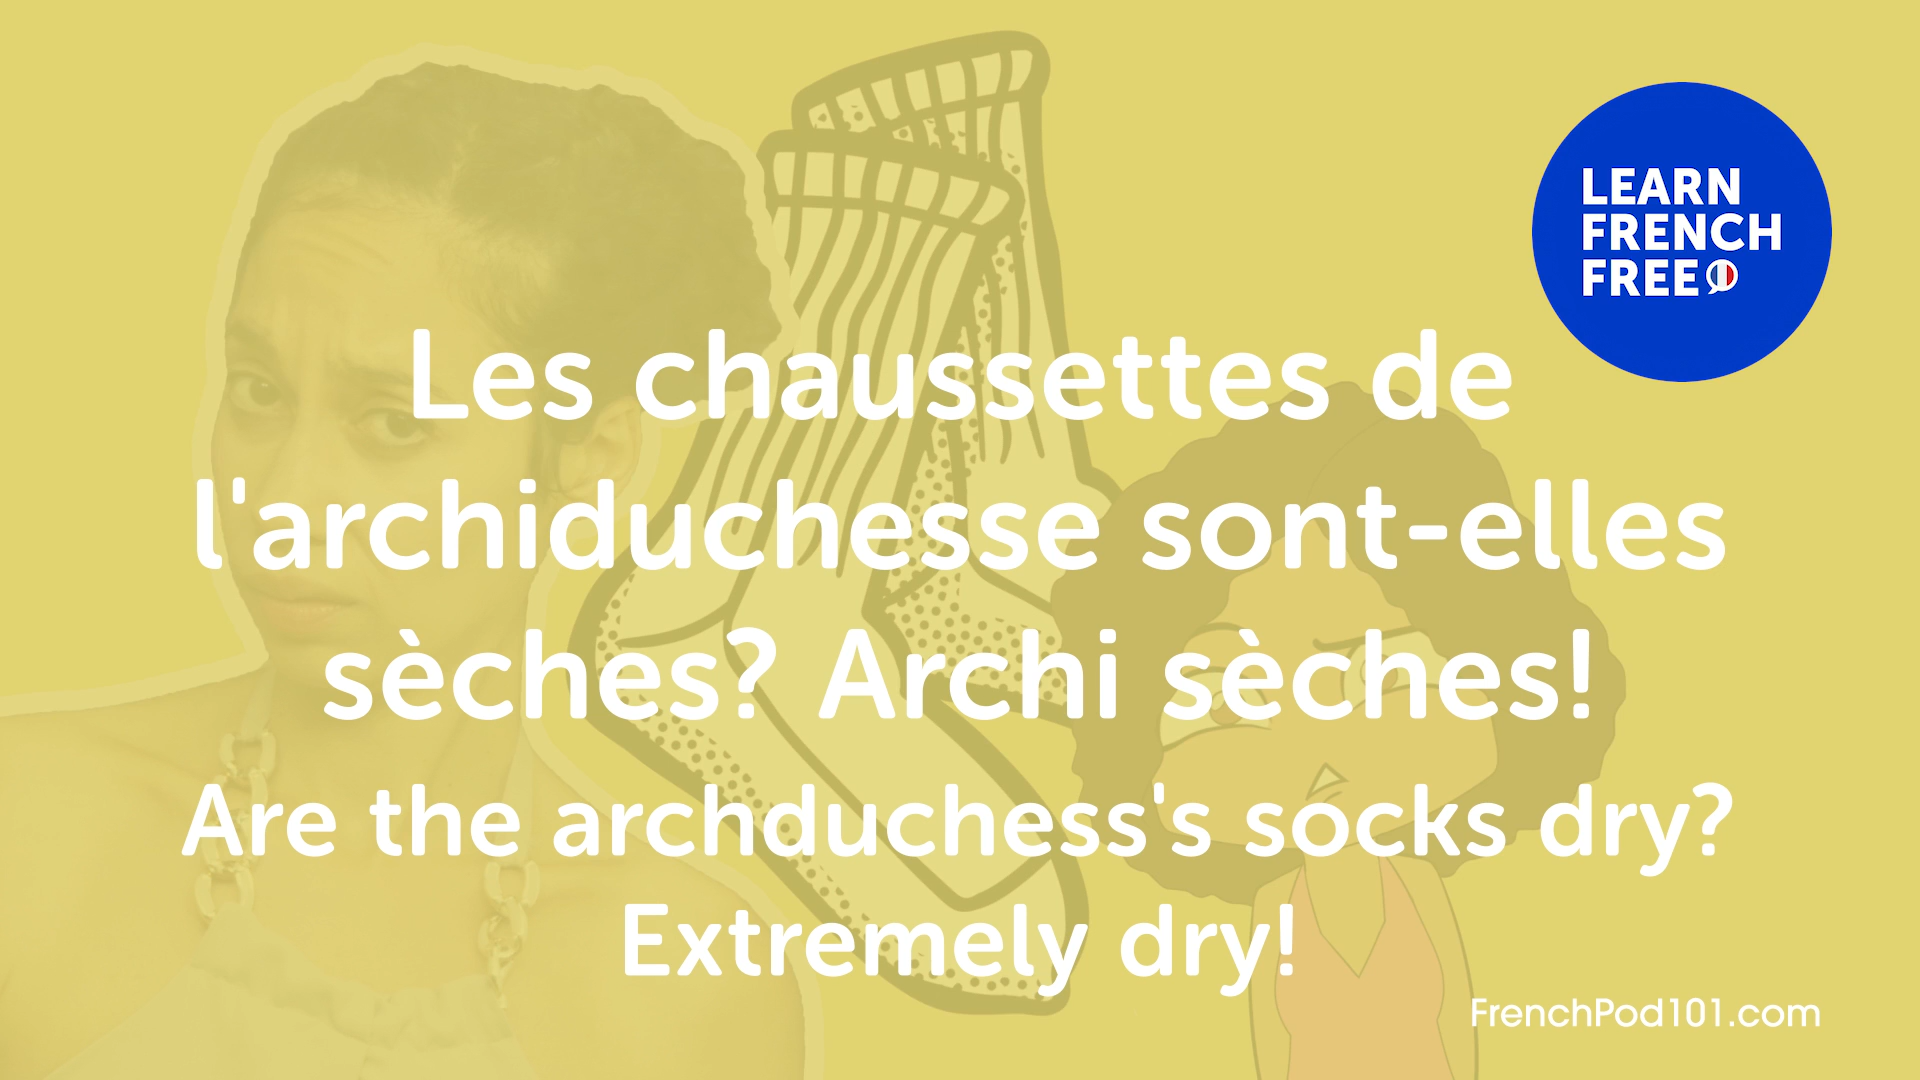 LEARN
FRENCH
FREE
Les chaussettes de
l'archiduchesse sont-elles
sèches? Archi sèches!
Are the archduchess's socks dry?
Extremely dry!
FrenchPod101.com